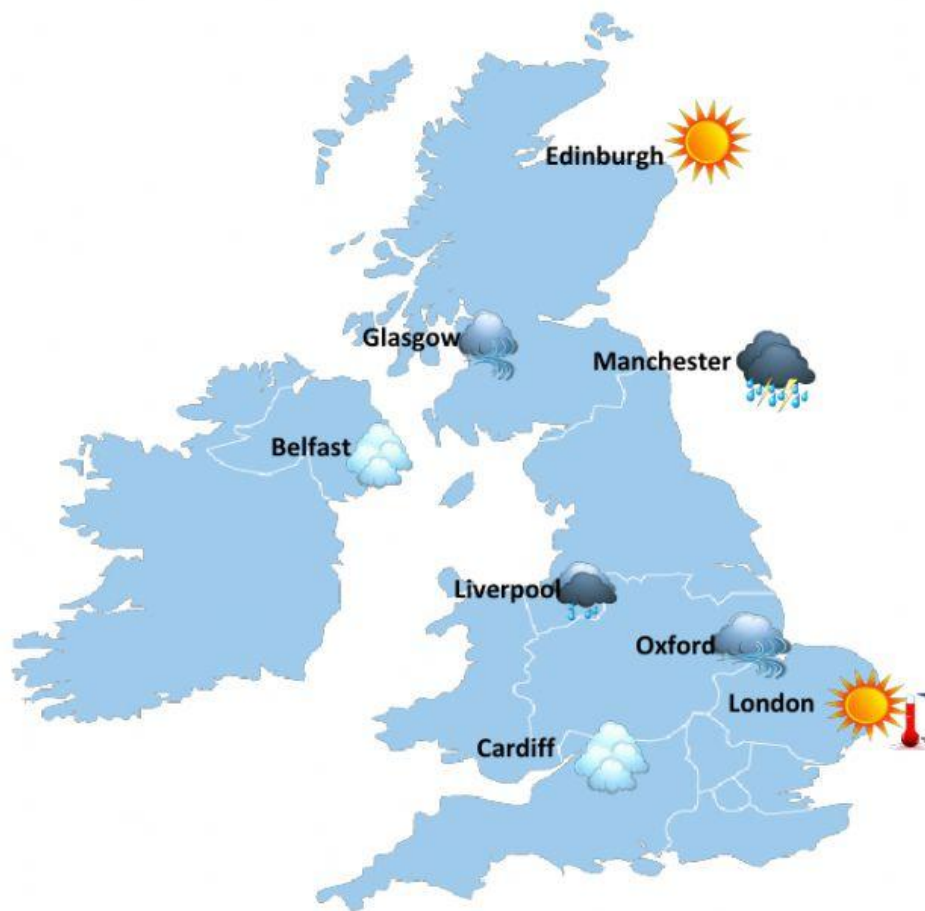 Edinburgh
Glasgow
Manchester
Belfast
Liverpool
Oxford
London
Cardiff